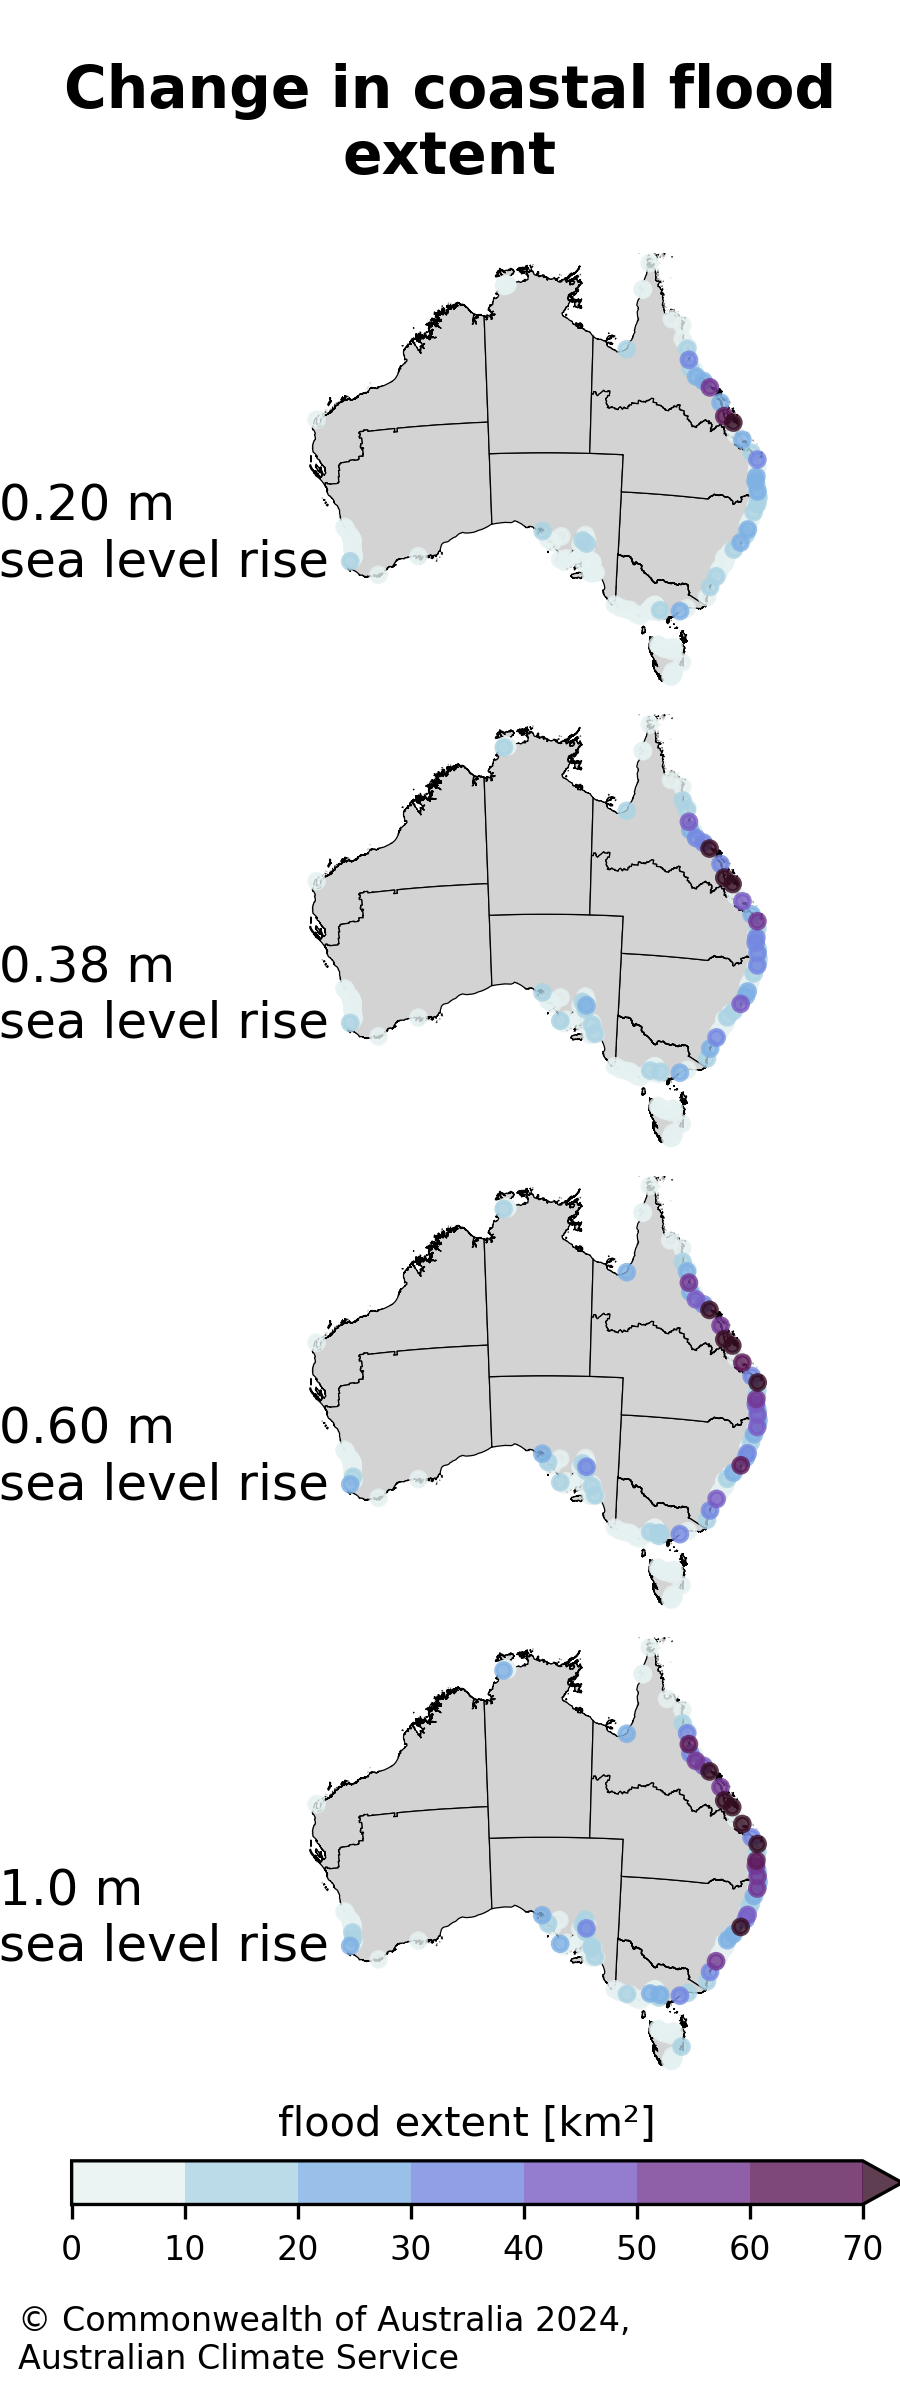 Change in coastal flood
extent
0.20 m
sea level rise
0.38 m
sea level rise
0.60 m
sea level rise
1.0 m
sea level rise
flood extent [km²]
0 10 20 30 40 50 60 70
© Commonwealth of Australia 2024,
Australian Climate Service